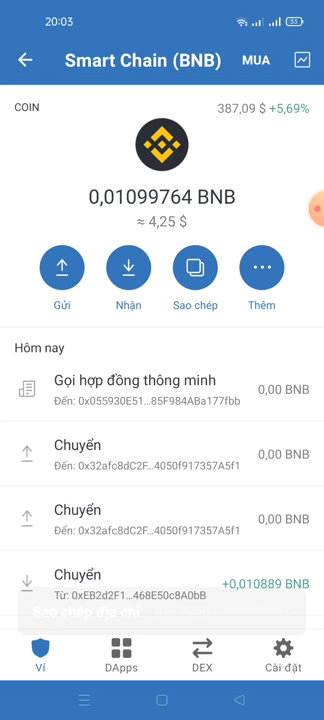 20:03
53
Smart Chain (BNB)
MUA
COIN
387,09 $ +5,69%
0,01099764 BNB
≈ 4,25 $
Gửi
Nhận
Sao chép
Thêm
Hôm nay
Gọi hợp đồng thông minh
0,00 BNB
Đến: 0x055930E51...85F984ABa177fbb
Chuyển
0,00 BNB
Đến: 0x32afc8dC2F...4050f917357A5f1
Chuyển
0,00 BNB
Đến: 0x32afc8dC2F...4050f917357A5f1
Chuyển
+0,010889 BNB
Từ: 0xEB2d2F1...468E50c8A0bB
Sao chép địa chỉ
Ví
DApps
DEX
Cài đặt